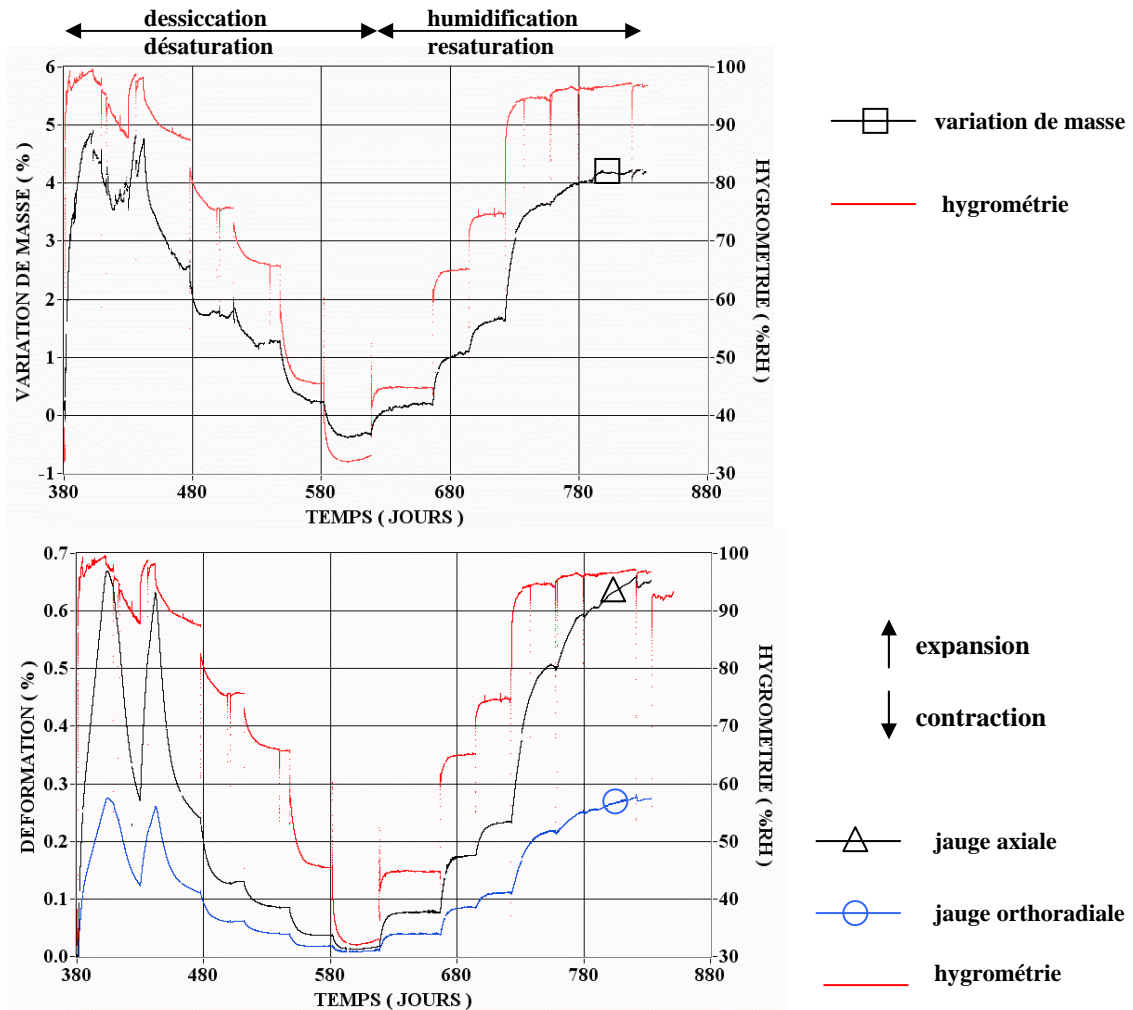 dessiccation humidification
désaturation resaturation
6 100
5 90
4 80
3 70
2 60
1 50
0 40
-1 30
VARIATION DE MASSE ( % )
HYGROMETRIE ( %RH )
380 480 580 680 780 880
TEMPS ( JOURS )
variation de masse
hygrométrie
0.7 100
0.6 90
0.5 80
0.4 70
0.3 60
0.2 50
0.1 40
0.0 30
DEFORMATION ( % )
HYGROMETRIE ( %RH )
380 480 580 680 780 880
TEMPS ( JOURS )
expansion
contraction
jauge axiale
jauge orthoradiale
hygrométrie